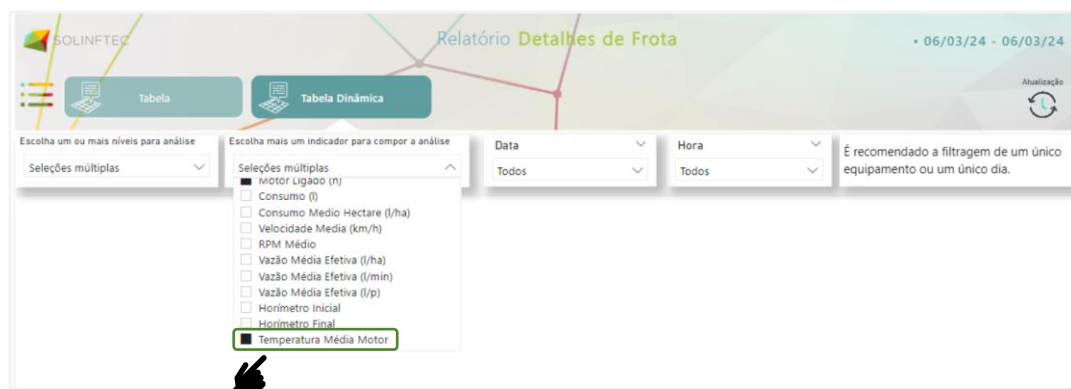 SOLINFTEC
Relatório Detalhes de Frota
• 06/03/24 - 06/03/24
Tabela
Tabela Dinâmica
Atualização
Escolha um ou mais níveis para análise
Seleções múltiplas
Escolha mais um indicador para compor a análise
Seleções múltiplas
Motor Ligado (h)
Consumo (l)
Consumo Medio Hectare (l/ha)
Velocidade Media (km/h)
RPM Médio
Vazão Média Efetiva (l/ha)
Vazão Média Efetiva (l/min)
Vazão Média Efetiva (l/p)
Horímetro Inicial
Horímetro Final
Temperatura Média Motor
Data
Todos
Hora
Todos
É recomendado a filtragem de um único
equipamento ou um único dia.